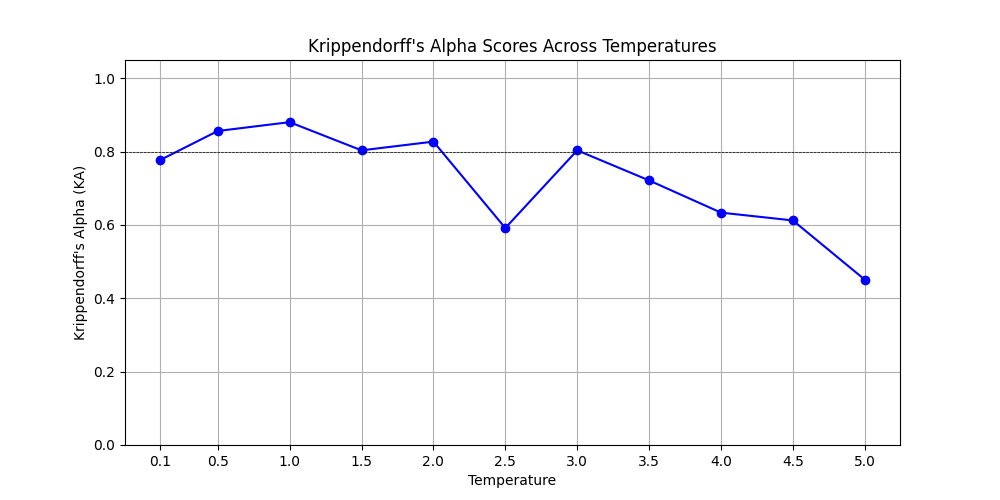 Krippendorff's Alpha Scores Across Temperatures
Krippendorff's Alpha (KA)
1.0
0.8
0.6
0.4
0.2
0.0
0.1 0.5 1.0 1.5 2.0 2.5 3.0 3.5 4.0 4.5 5.0
Temperature